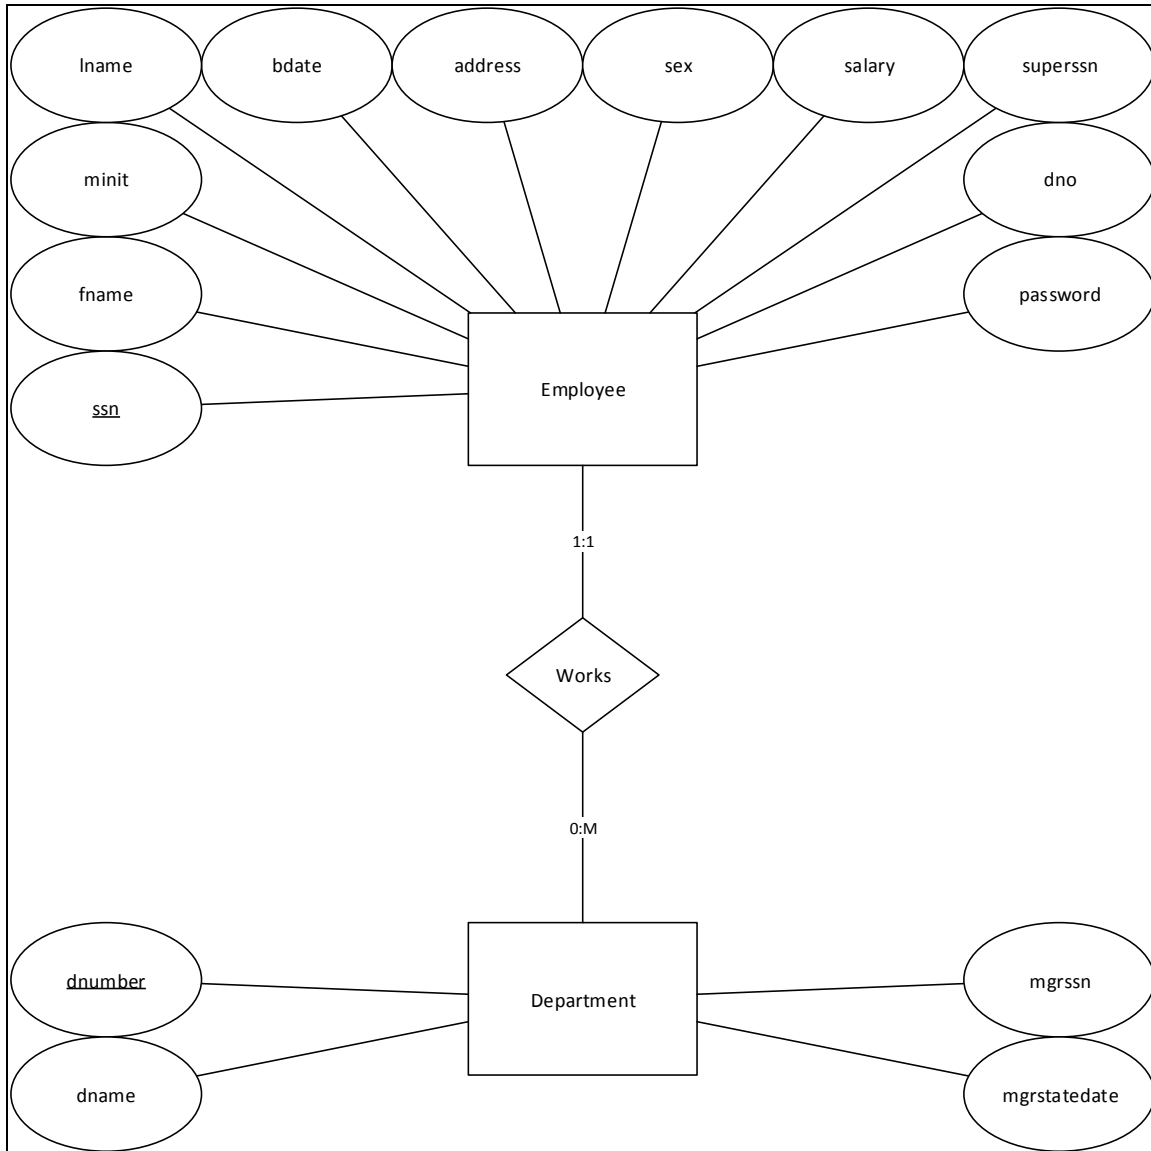 lname
bdate
address
sex
salary
superssn
minit
dno
fname
password
ssn
Employee
1:1
Works
0:M
dnumber
Department
mgrssn
dname
mgrstatedate